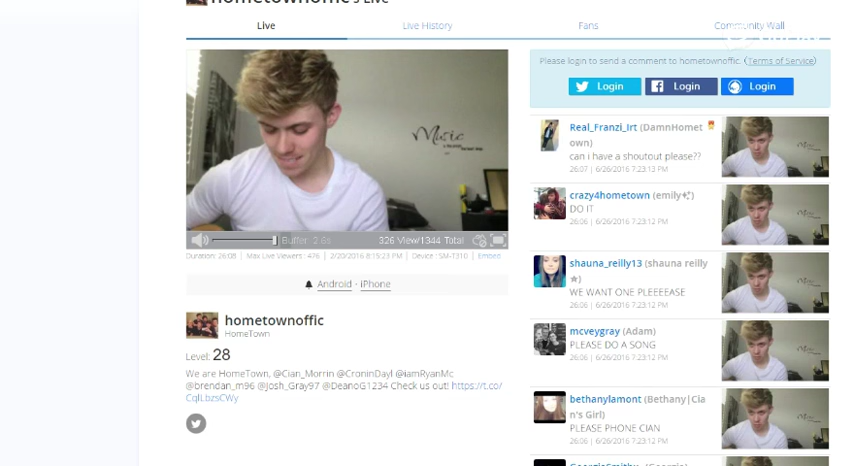 hometownoffic's Live
Live
Live History
Fans
Community Wall
Music
326 View/1344 Total
Buffer 2.6s
Duration: 26:08 | Max Live Viewers : 476 | 2/20/2016 8:15:23 PM | Device : SM-T310 | Embed
Android - iPhone
hometownoffic
HomeTown
Level: 28
We are HomeTown, @Cian_Morrin @CroninDayl @iamRyanMc
@brendan_m96 @Josh_Gray97 @DeanoG1234 Check us out! https://t.co/
CqlLbzsCWy
Please login to send a comment to hometownoffic. (Terms of Service)
Login
Login
Login
Real_Franzi_Irt (DamnHomet
own)
can i have a shoutout please??
26:07 | 6/26/2016 7:23:13 PM
crazy4hometown (emily)
DO IT
26:06 | 6/26/2016 7:23:12 PM
shauna_reilly13 (shauna reilly
★)
WE WANT ONE PLEEEEASE
26:06 | 6/26/2016 7:23:12 PM
mcveygray (Adam)
PLEASE DO A SONG
26:06 | 6/26/2016 7:23:12 PM
bethanylamont (Bethany|Cia
n's Girl)
PLEASE PHONE CIAN
26:06 | 6/26/2016 7:23:12 PM